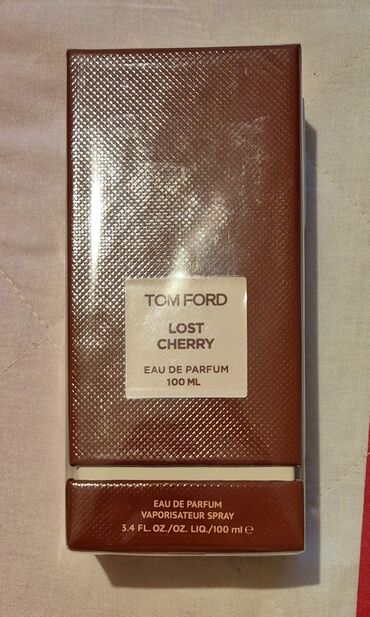 TOM FORD
LOST
CHERRY
EAU DE PARFUM
100 ML
EAU DE PARFUM
VAPORISATEUR SPRAY
3.4 FL. OZ./OZ. LIQ./100 ml ℮